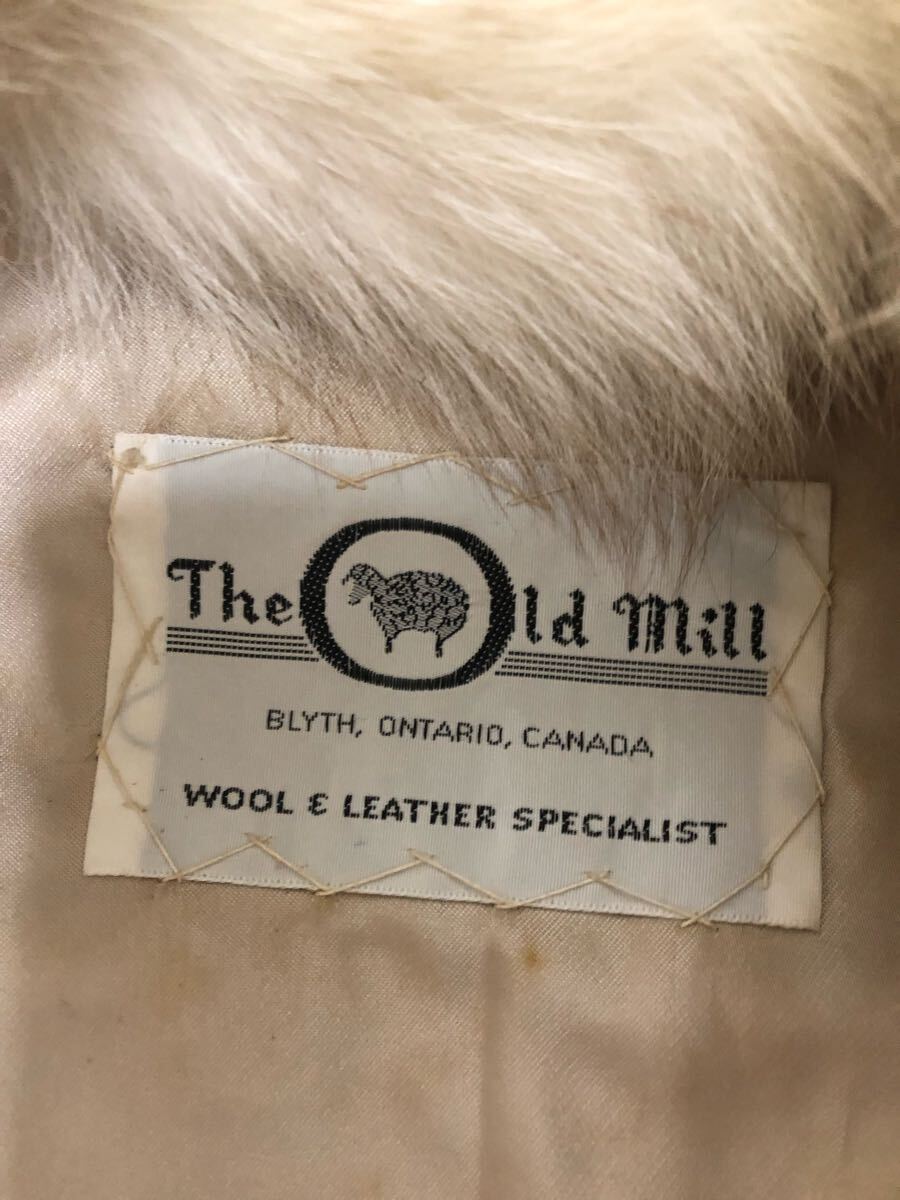 The Old Mill
BLYTH, ONTARIO, CANADA
WOOL & LEATHER SPECIALIST